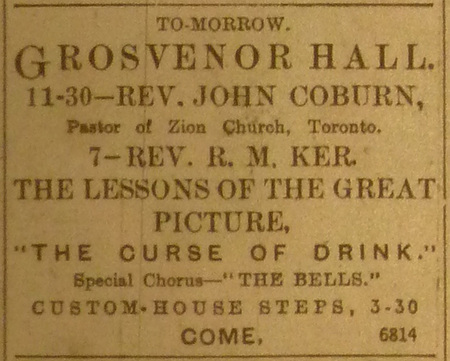 TO-MORROW.
GROSVENOR HALL.
11-30—REV. JOHN COBURN,
Pastor of Zion Church, Toronto.
7—REV. R. M. KER.
THE LESSONS OF THE GREAT
PICTURE,
"THE CURSE OF DRINK."
Special Chorus—"THE BELLS."
CUSTOM-HOUSE STEPS, 3-30
COME, 6814